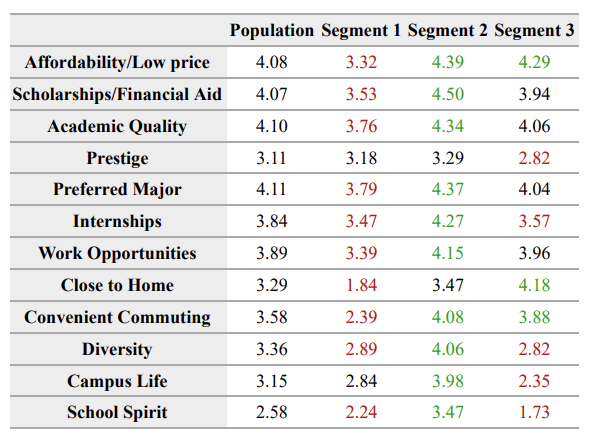 Population Segment 1 Segment 2 Segment 3
Affordability/Low price 4.08 3.32 4.39 4.29
Scholarships/Financial Aid 4.07 3.53 4.50 3.94
Academic Quality 4.10 3.76 4.34 4.06
Prestige 3.11 3.18 3.29 2.82
Preferred Major 4.11 3.79 4.37 4.04
Internships 3.84 3.47 4.27 3.57
Work Opportunities 3.89 3.39 4.15 3.96
Close to Home 3.29 1.84 3.47 4.18
Convenient Commuting 3.58 2.39 4.08 3.88
Diversity 3.36 2.89 4.06 2.82
Campus Life 3.15 2.84 3.98 2.35
School Spirit 2.58 2.24 3.47 1.73